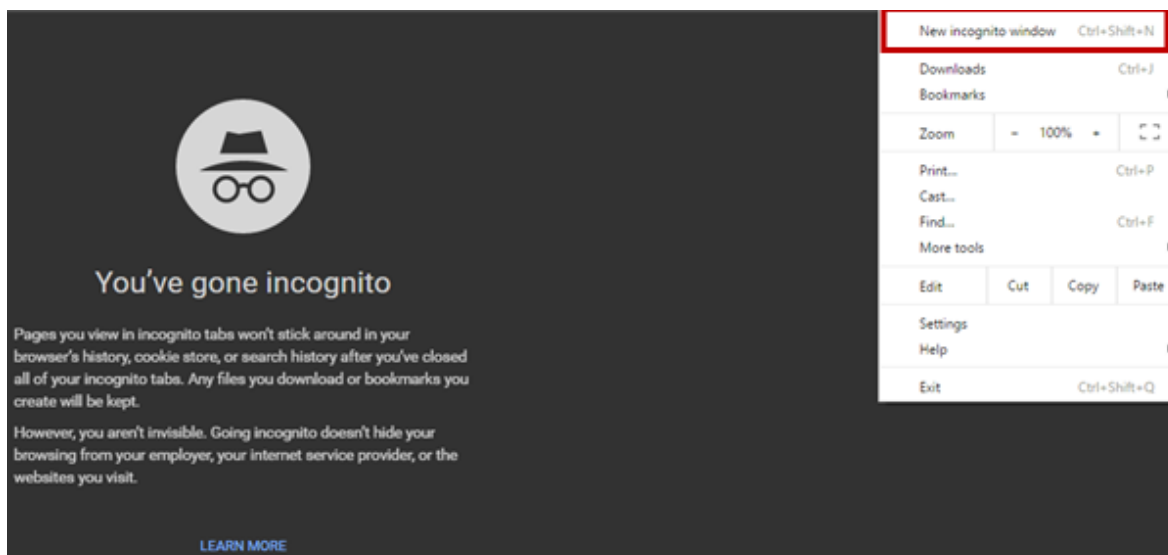 You've gone incognito
Pages you view in incognito tabs won't stick around in your
browser's history, cookie store, or search history after you've closed
all of your incognito tabs. Any files you download or bookmarks you
create will be kept.
However, you aren't invisible. Going incognito doesn't hide your
browsing from your employer, your internet service provider, or the
websites you visit.
LEARN MORE
New incognito window Ctrl+Shift+N
Downloads Ctrl+J
Bookmarks
Zoom - 100% +
Print... Ctrl+P
Cast...
Find... Ctrl+F
More tools
Edit Cut Copy Paste
Settings
Help
Exit Ctrl+Shift+Q